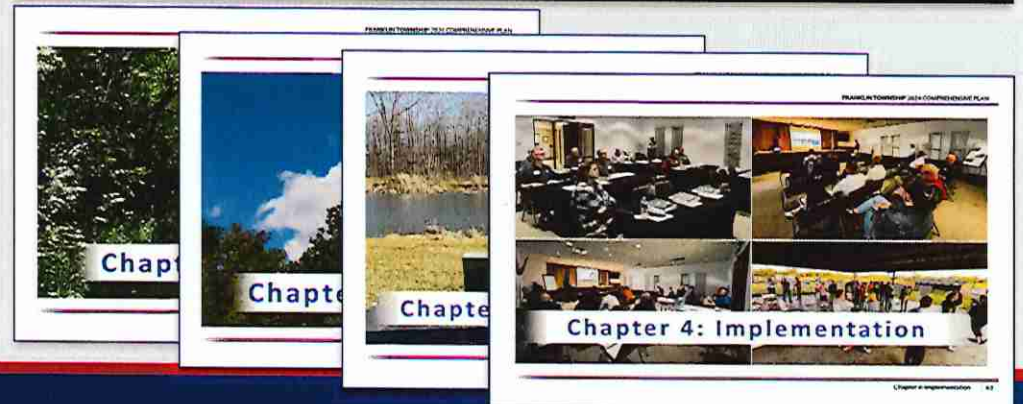 FRANKLIN TOWNSHIP 2024 COMPREHENSIVE PLAN
FRANKLIN TOWNSHIP 2024 COMPREHENSIVE PLAN
Chapt
Chapte
Chapte
Chapter 4: Implementation
Chapter 4: Implementation